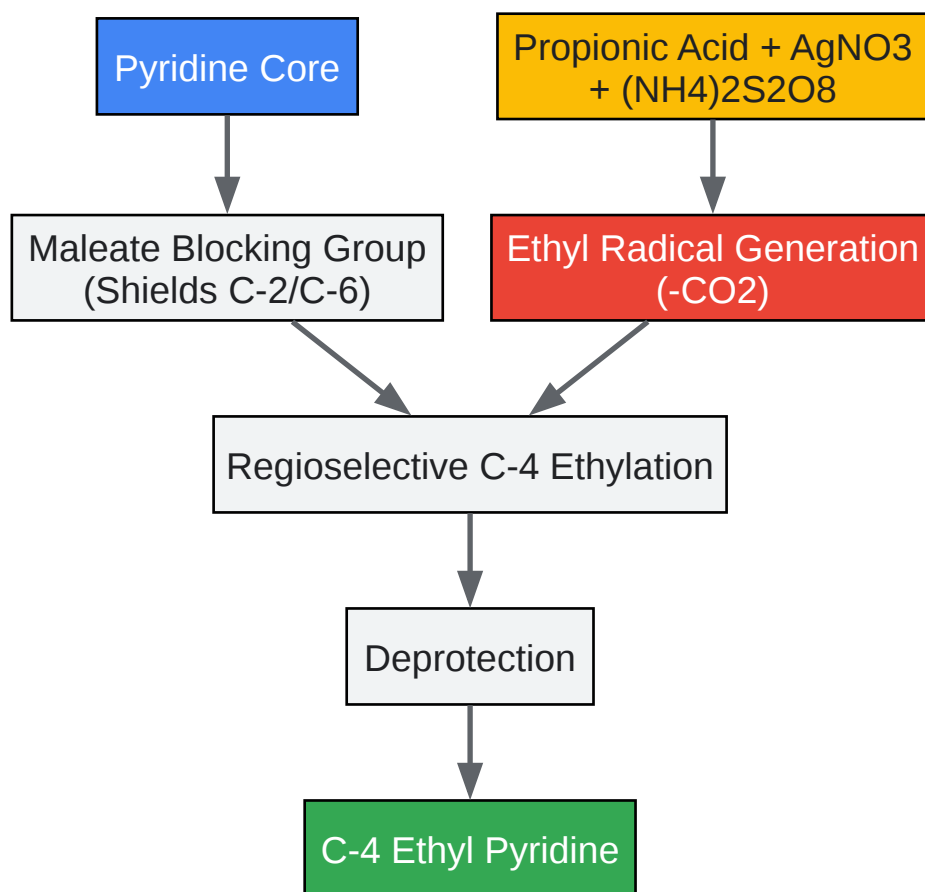 Pyridine Core
Propionic Acid + AgNO3
+ (NH4)2S2O8
Maleate Blocking Group
(Shields C-2/C-6)
Ethyl Radical Generation
(-CO2)
Regioselective C-4 Ethylation
Deprotection
C-4 Ethyl Pyridine